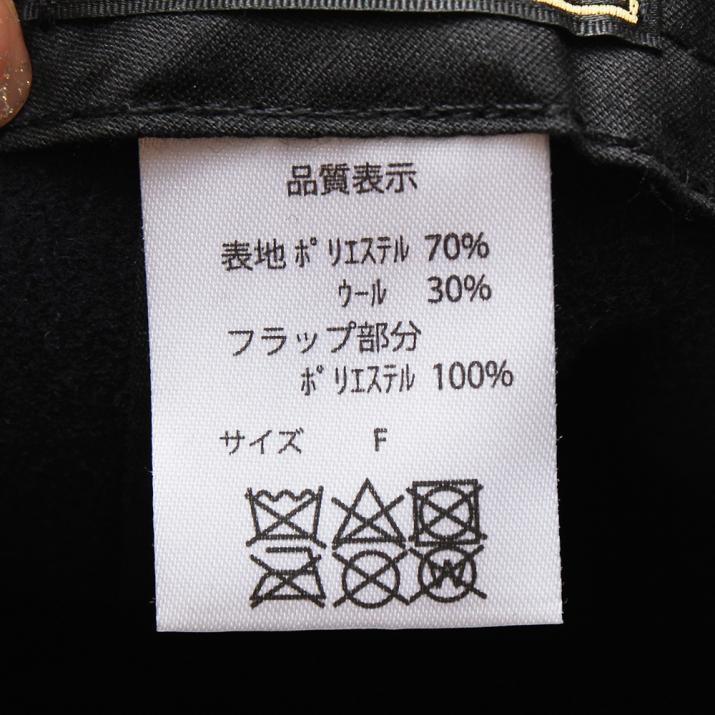 品質表示
表地 ﾎﾟﾘｴｽﾃﾙ 70%
ｳｰﾙ 30%
フラップ部分
ﾎﾟﾘｴｽﾃﾙ 100%
サイズ F
W